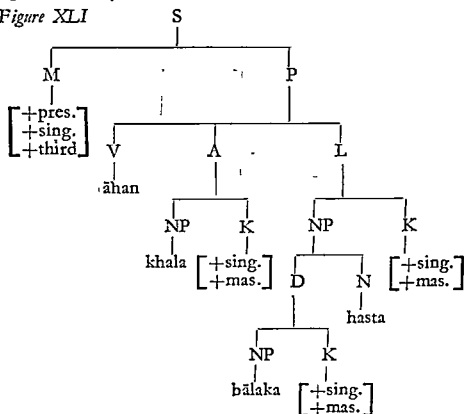 Figure XLI
S
M P
[+pres.
+sing.
+third]
V A L
āhan
NP K NP K
khala [+sing.
+mas.] [+sing.
+mas.]
D N
hasta
NP K
bālaka [+sing.
+mas.]